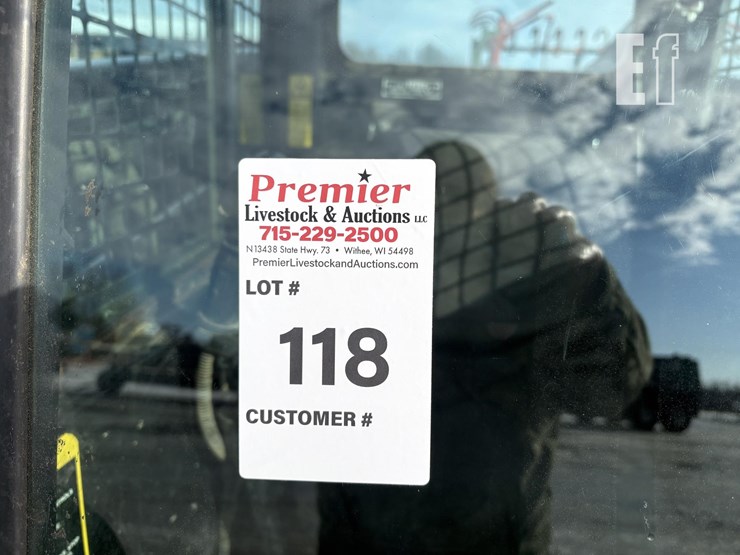 Ef
Premier
Livestock & Auctions LLC
715-229-2500
N13438 State Hwy. 73 • Withee, WI 54498
PremierLivestockandAuctions.com
LOT #
118
CUSTOMER #